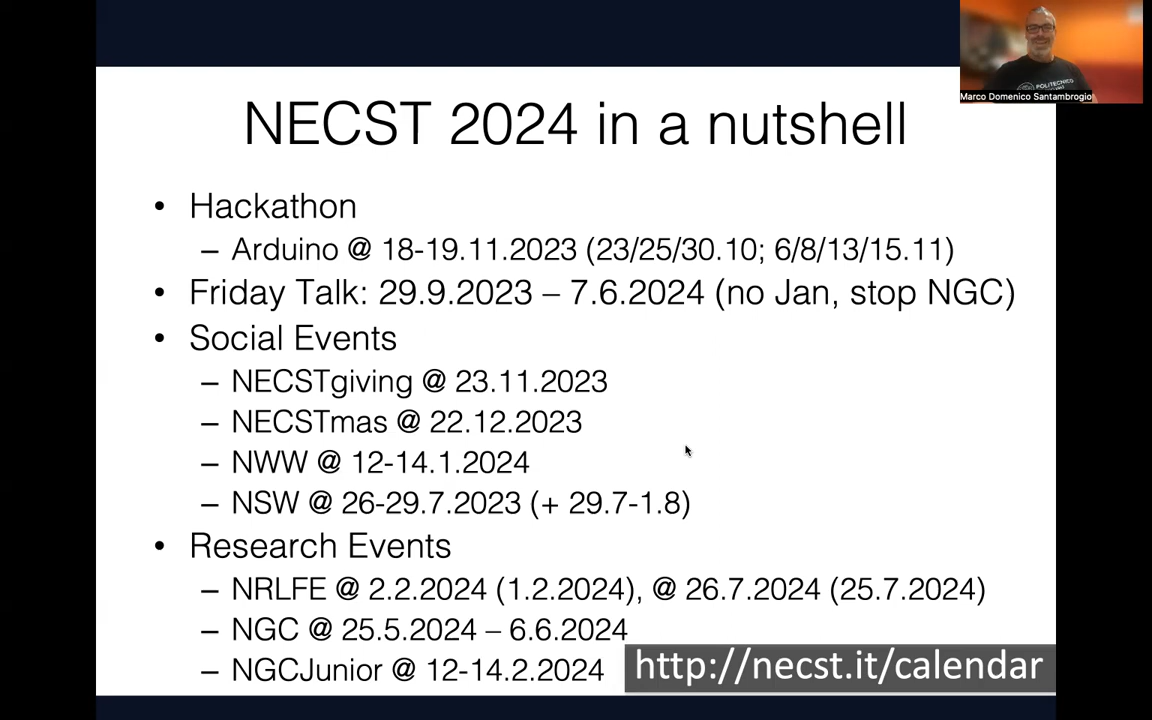 NECST 2024 in a nutshell
• Hackathon
– Arduino @ 18-19.11.2023 (23/25/30.10; 6/8/13/15.11)
• Friday Talk: 29.9.2023 – 7.6.2024 (no Jan, stop NGC)
• Social Events
– NECSTgiving @ 23.11.2023
– NECSTmas @ 22.12.2023
– NWW @ 12-14.1.2024
– NSW @ 26-29.7.2023 (+ 29.7-1.8)
• Research Events
– NRLFE @ 2.2.2024 (1.2.2024), @ 26.7.2024 (25.7.2024)
– NGC @ 25.5.2024 – 6.6.2024
– NGCJunior @ 12-14.2.2024
http://necst.it/calendar
POLITECNICO
Marco Domenico Santambrogio